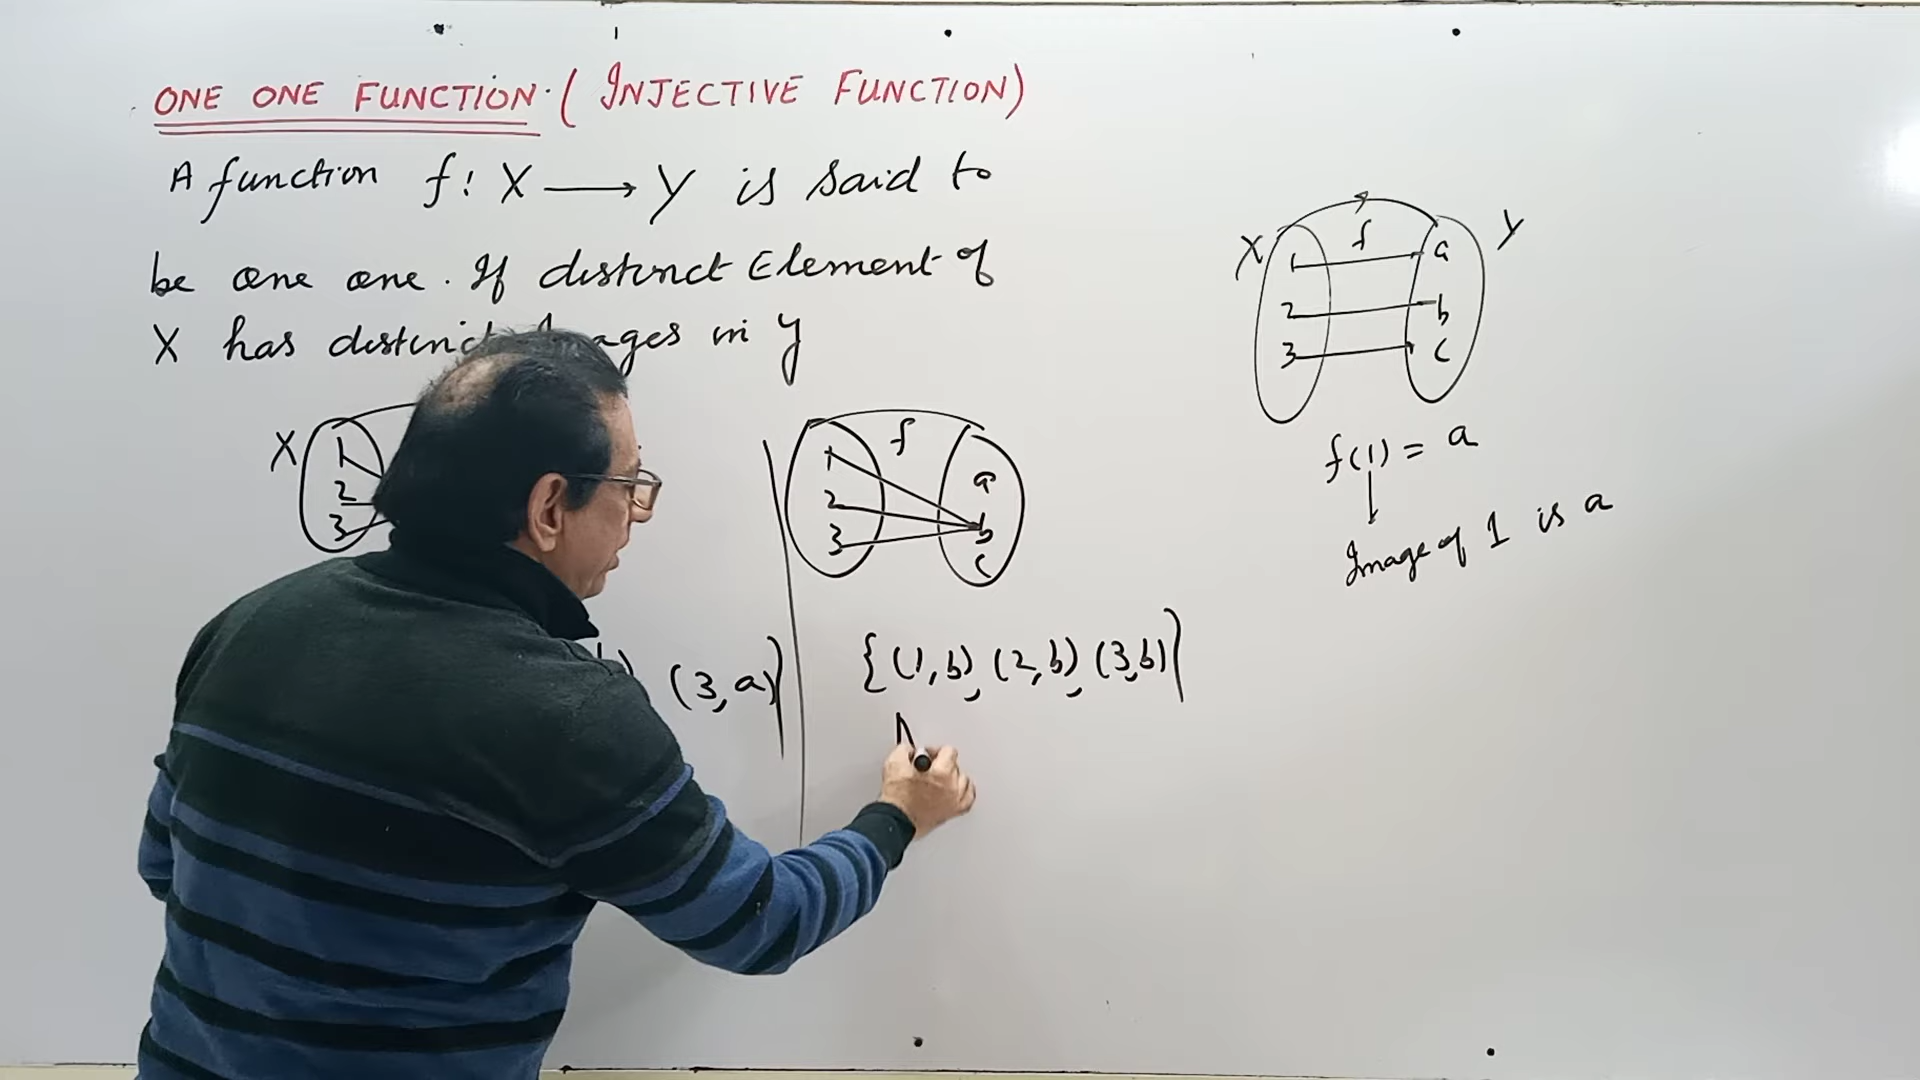 ONE ONE FUNCTION. (INJECTIVE FUNCTION)
A function f: X → Y is said to
be one one. If distinct Element of
X has distinct Images in Y
X
1
2
3
f
1
2
3
a
b
c
(3, a)}
{(1, b), (2, b), (3, b)}
X
f
Y
1
2
3
a
b
c
f(1) = a
Image of 1 is a